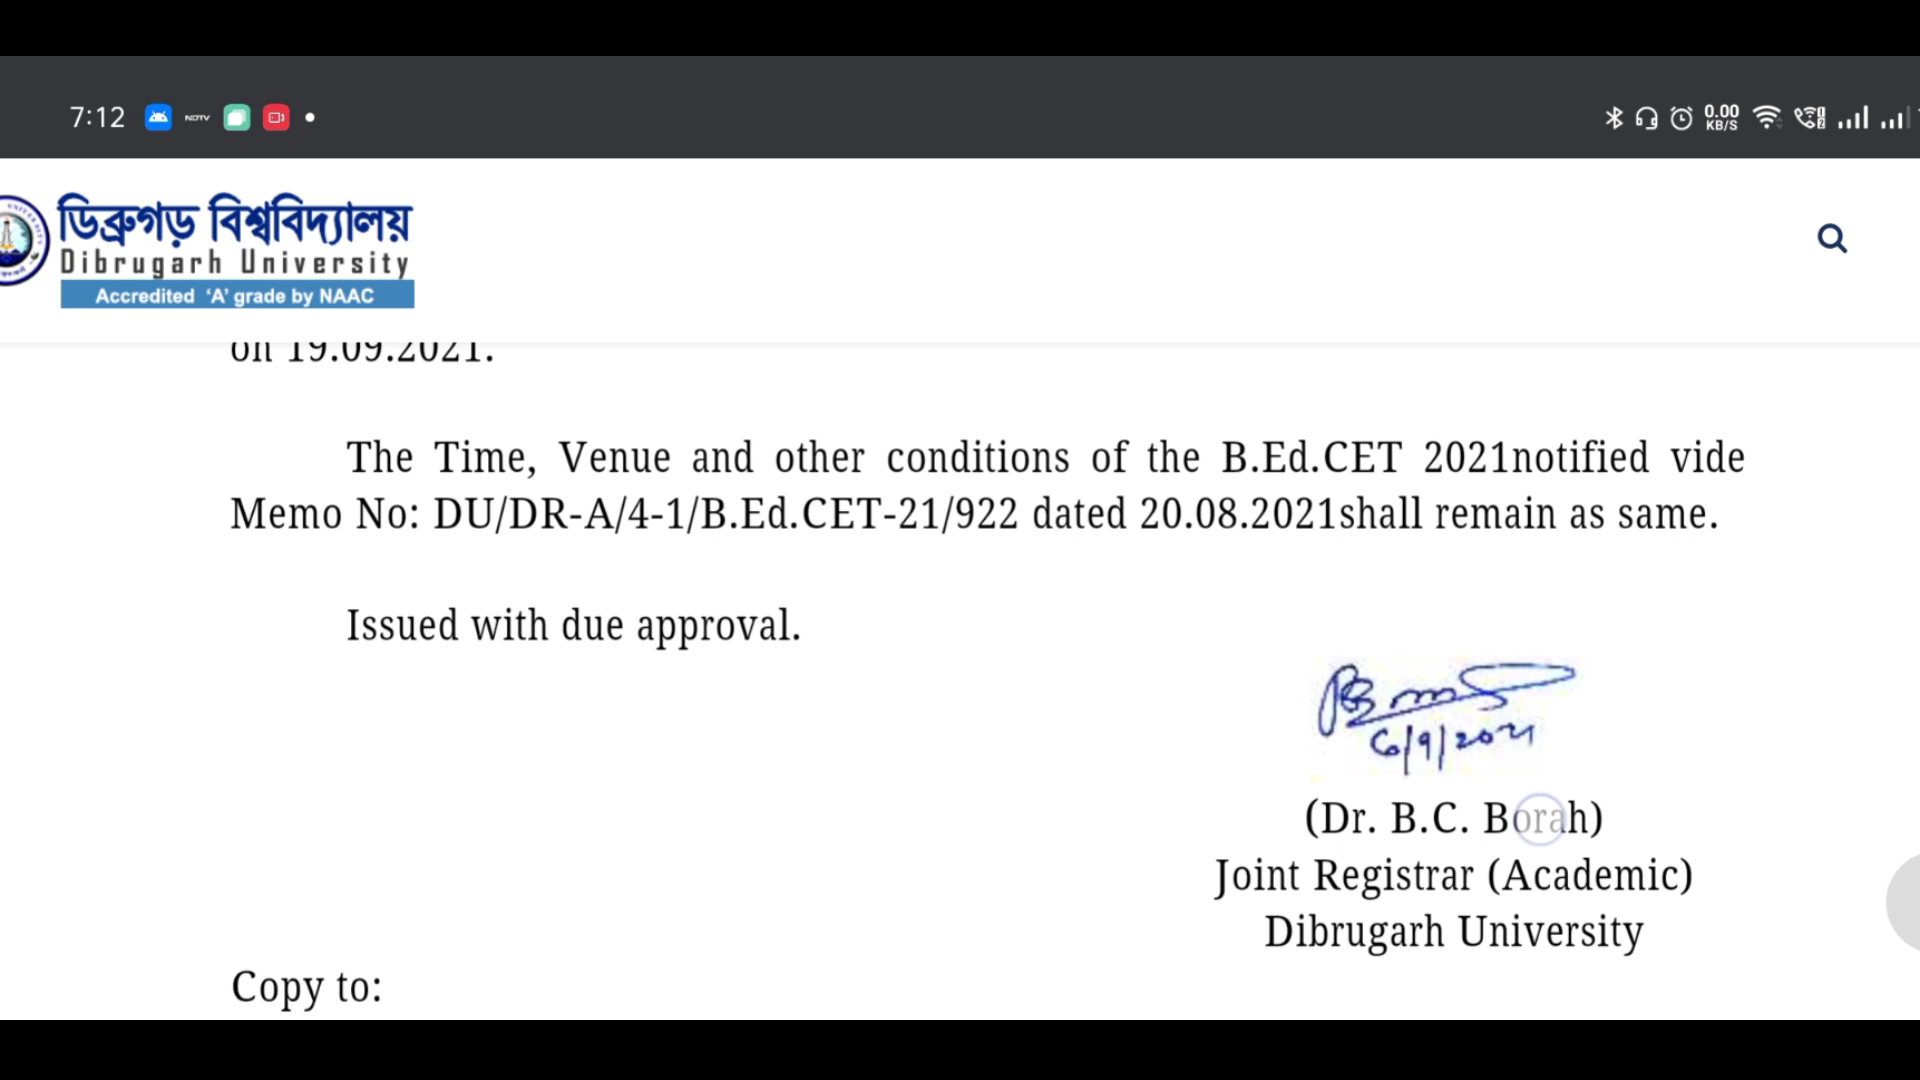 7:12
NDTV
0.00
KB/S
ডিব্ৰুগড় বিশ্ববিদ্যালয়
Dibrugarh University
Accredited 'A' grade by NAAC
on 19.09.2021.
The Time, Venue and other conditions of the B.Ed.CET 2021notified vide
Memo No: DU/DR-A/4-1/B.Ed.CET-21/922 dated 20.08.2021shall remain as same.
Issued with due approval.
6/9/2021
(Dr. B.C. Borah)
Joint Registrar (Academic)
Dibrugarh University
Copy to: